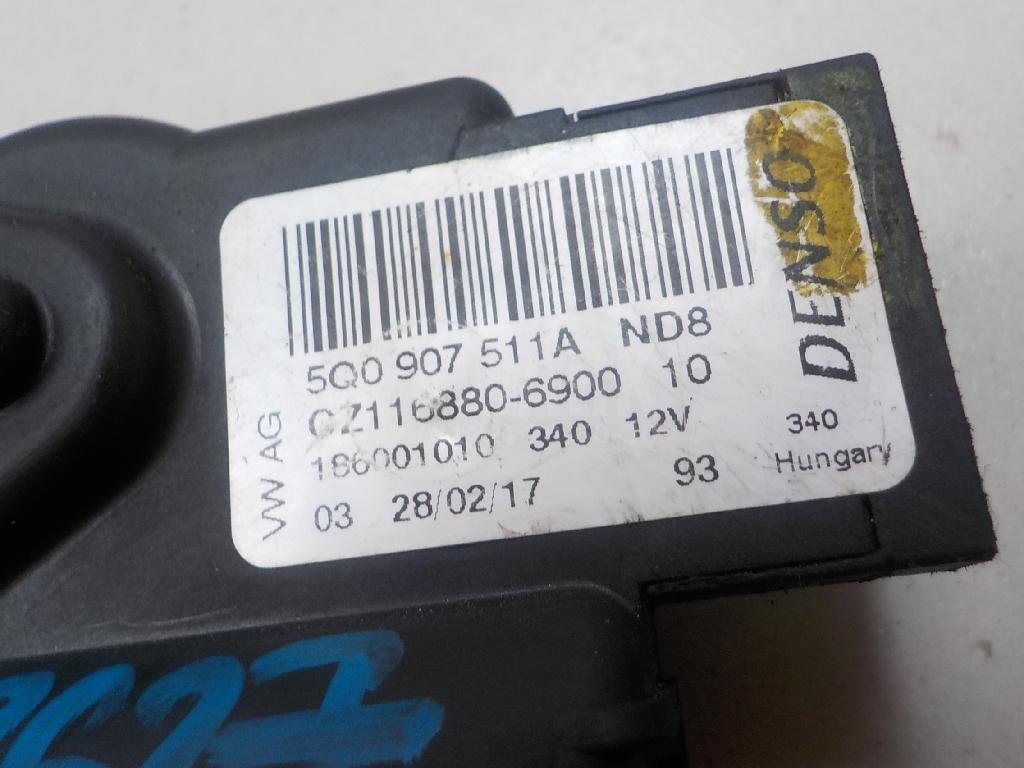 DENSO
VW AG
5Q0 907 511A ND8
CZ116880-6900 10
186001010 340 12V
03 28/02/17 93
340
Hungary